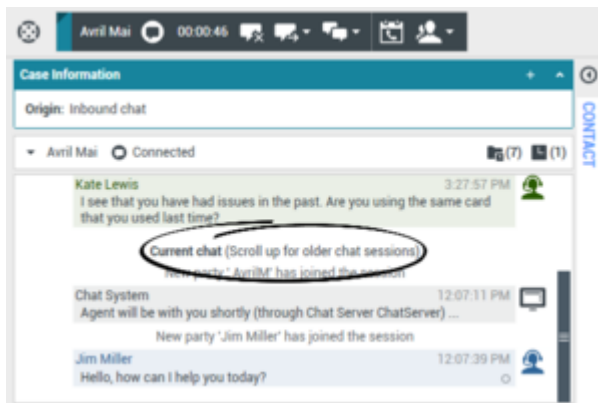 Avril Mai 00:00:46
Case Information
Origin: Inbound chat
CONTACT
Avril Mai Connected (7) (1)
Kate Lewis 3:27:57 PM
I see that you have had issues in the past. Are you using the same card
that you used last time?
Current chat (Scroll up for older chat sessions)
New party ' AvrilM' has joined the session
Chat System 12:07:11 PM
Agent will be with you shortly (through Chat Server ChatServer) ...
New party 'Jim Miller' has joined the session
Jim Miller 12:07:39 PM
Hello, how can I help you today?